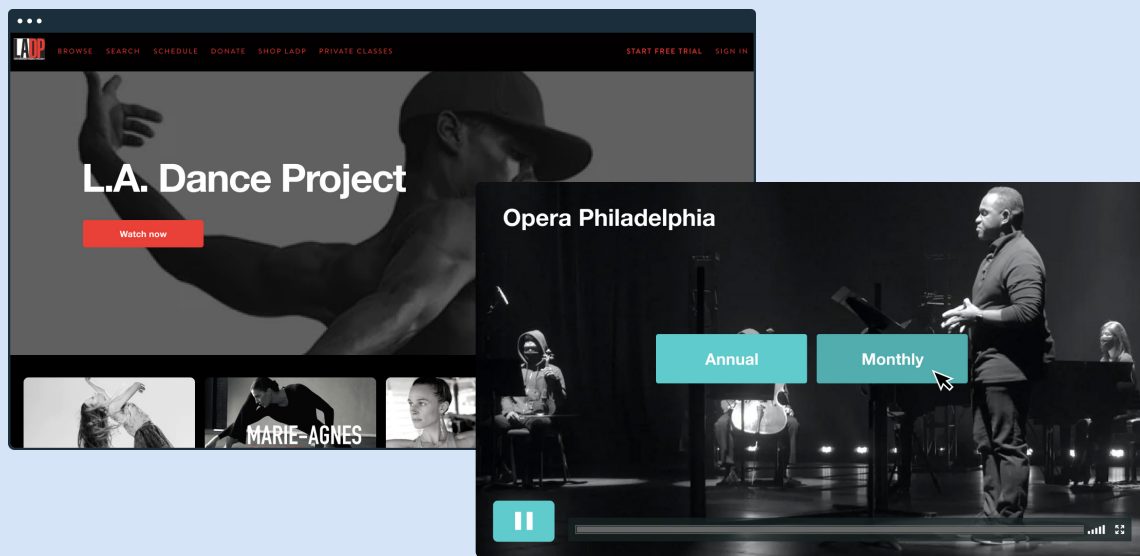 LADP BROWSE SEARCH SCHEDULE DONATE SHOP LADP PRIVATE CLASSES START FREE TRIAL SIGN IN
L.A. Dance Project
Watch now
MARIE-AGNES
Opera Philadelphia
Annual Monthly